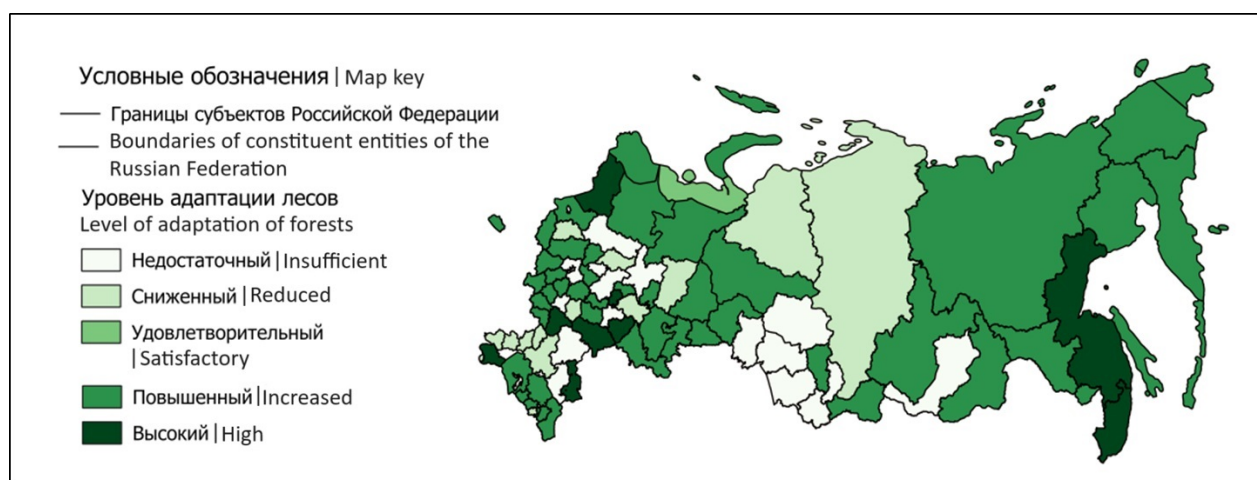 Условные обозначения | Map key
Границы субъектов Российской Федерации
Boundaries of constituent entities of the
Russian Federation
Уровень адаптации лесов
Level of adaptation of forests
Недостаточный | Insufficient
Сниженный | Reduced
Удовлетворительный
| Satisfactory
Повышенный | Increased
Высокий | High